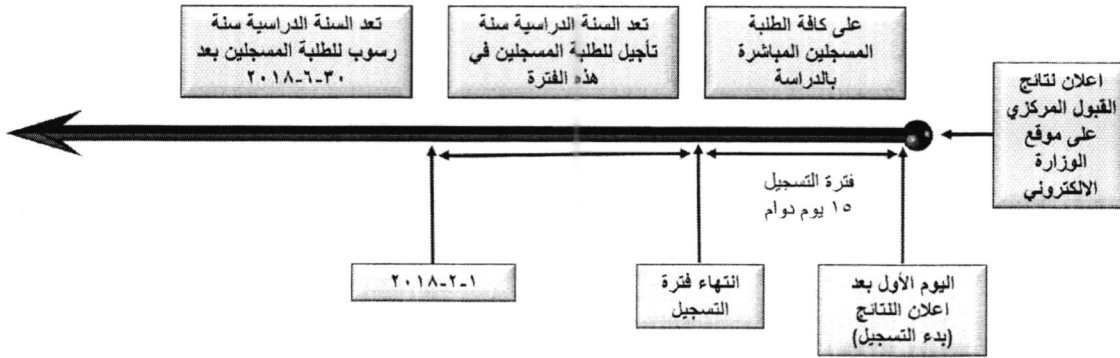 اعلان نتائج
القبول المركزي
على موقع
الوزارة
الالكتروني
على كافة الطلبة
المسجلين المباشرة
بالدراسة
تعد السنة الدراسية سنة
تأجيل للطلبة المسجلين في
هذه الفترة
تعد السنة الدراسية سنة
رسوب للطلبة المسجلين بعد
٣٠-٦-٢٠١٨
فترة التسجيل
١٥ يوم دوام
اليوم الأول بعد
اعلان النتائج
(بدء التسجيل)
انتهاء فترة
التسجيل
١-٢-٢٠١٨